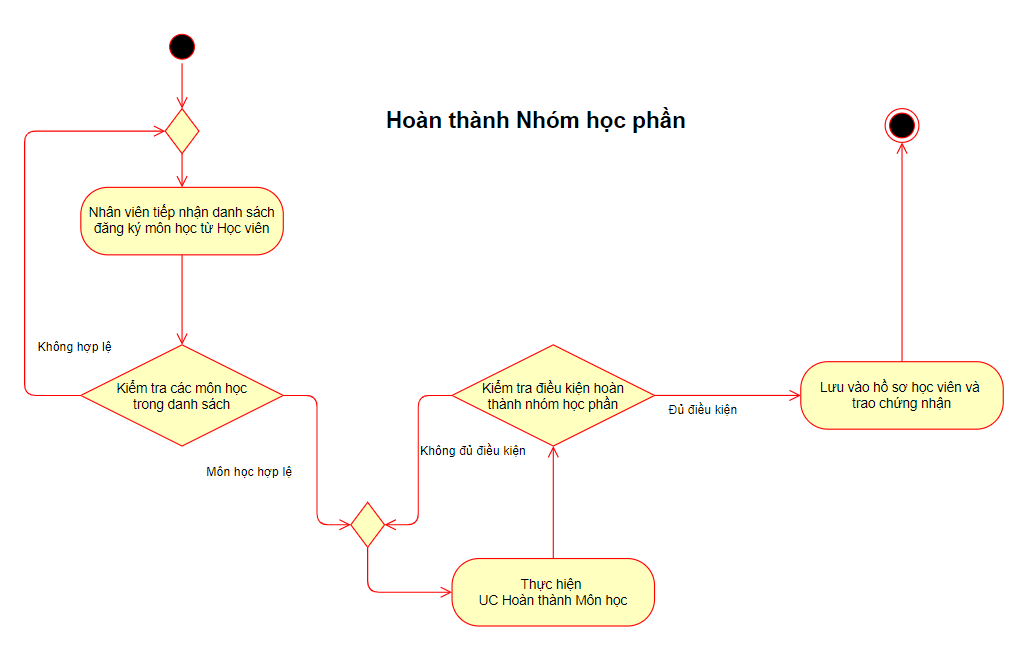 Hoàn thành Nhóm học phần
Nhân viên tiếp nhận danh sách
đăng ký môn học từ Học viên
Không hợp lệ
Kiểm tra các môn học
trong danh sách
Môn học hợp lệ
Kiểm tra điều kiện hoàn
thành nhóm học phần
Không đủ điều kiện
Đủ điều kiện
Lưu vào hồ sơ học viên và
trao chứng nhận
Thực hiện
UC Hoàn thành Môn học